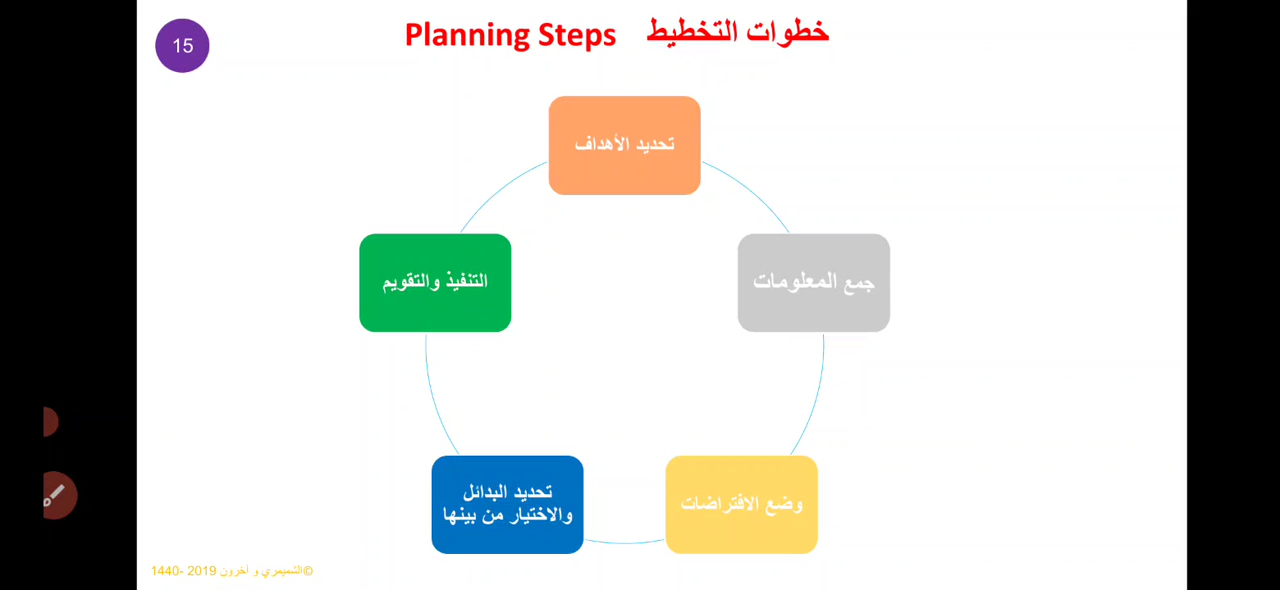 15
خطوات التخطيط Planning Steps
تحديد الأهداف
جمع المعلومات
وضع الافتراضات
تحديد البدائل
والاختيار من بينها
التنفيذ والتقويم
©الشميمري و آخرون 2019 -1440